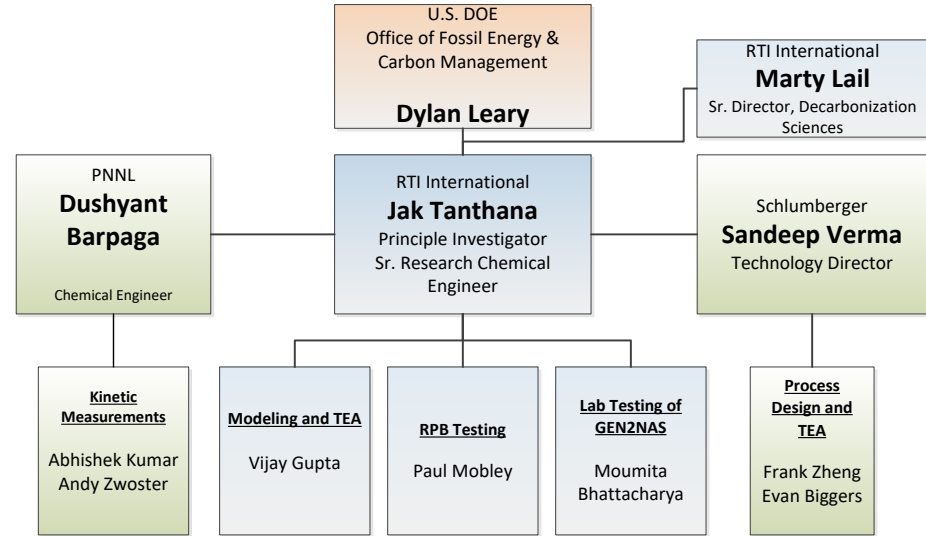 U.S. DOE
Office of Fossil Energy &
Carbon Management
Dylan Leary
RTI International
Marty Lail
Sr. Director, Decarbonization
Sciences
PNNL
Dushyant
Barpaga
Chemical Engineer
RTI International
Jak Tanthana
Principle Investigator
Sr. Research Chemical
Engineer
Schlumberger
Sandeep Verma
Technology Director
Kinetic
Measurements
Abhishek Kumar
Andy Zwoster
Modeling and TEA
Vijay Gupta
RPB Testing
Paul Mobley
Lab Testing of
GEN2NAS
Moumita
Bhattacharya
Process
Design and
TEA
Frank Zheng
Evan Biggers